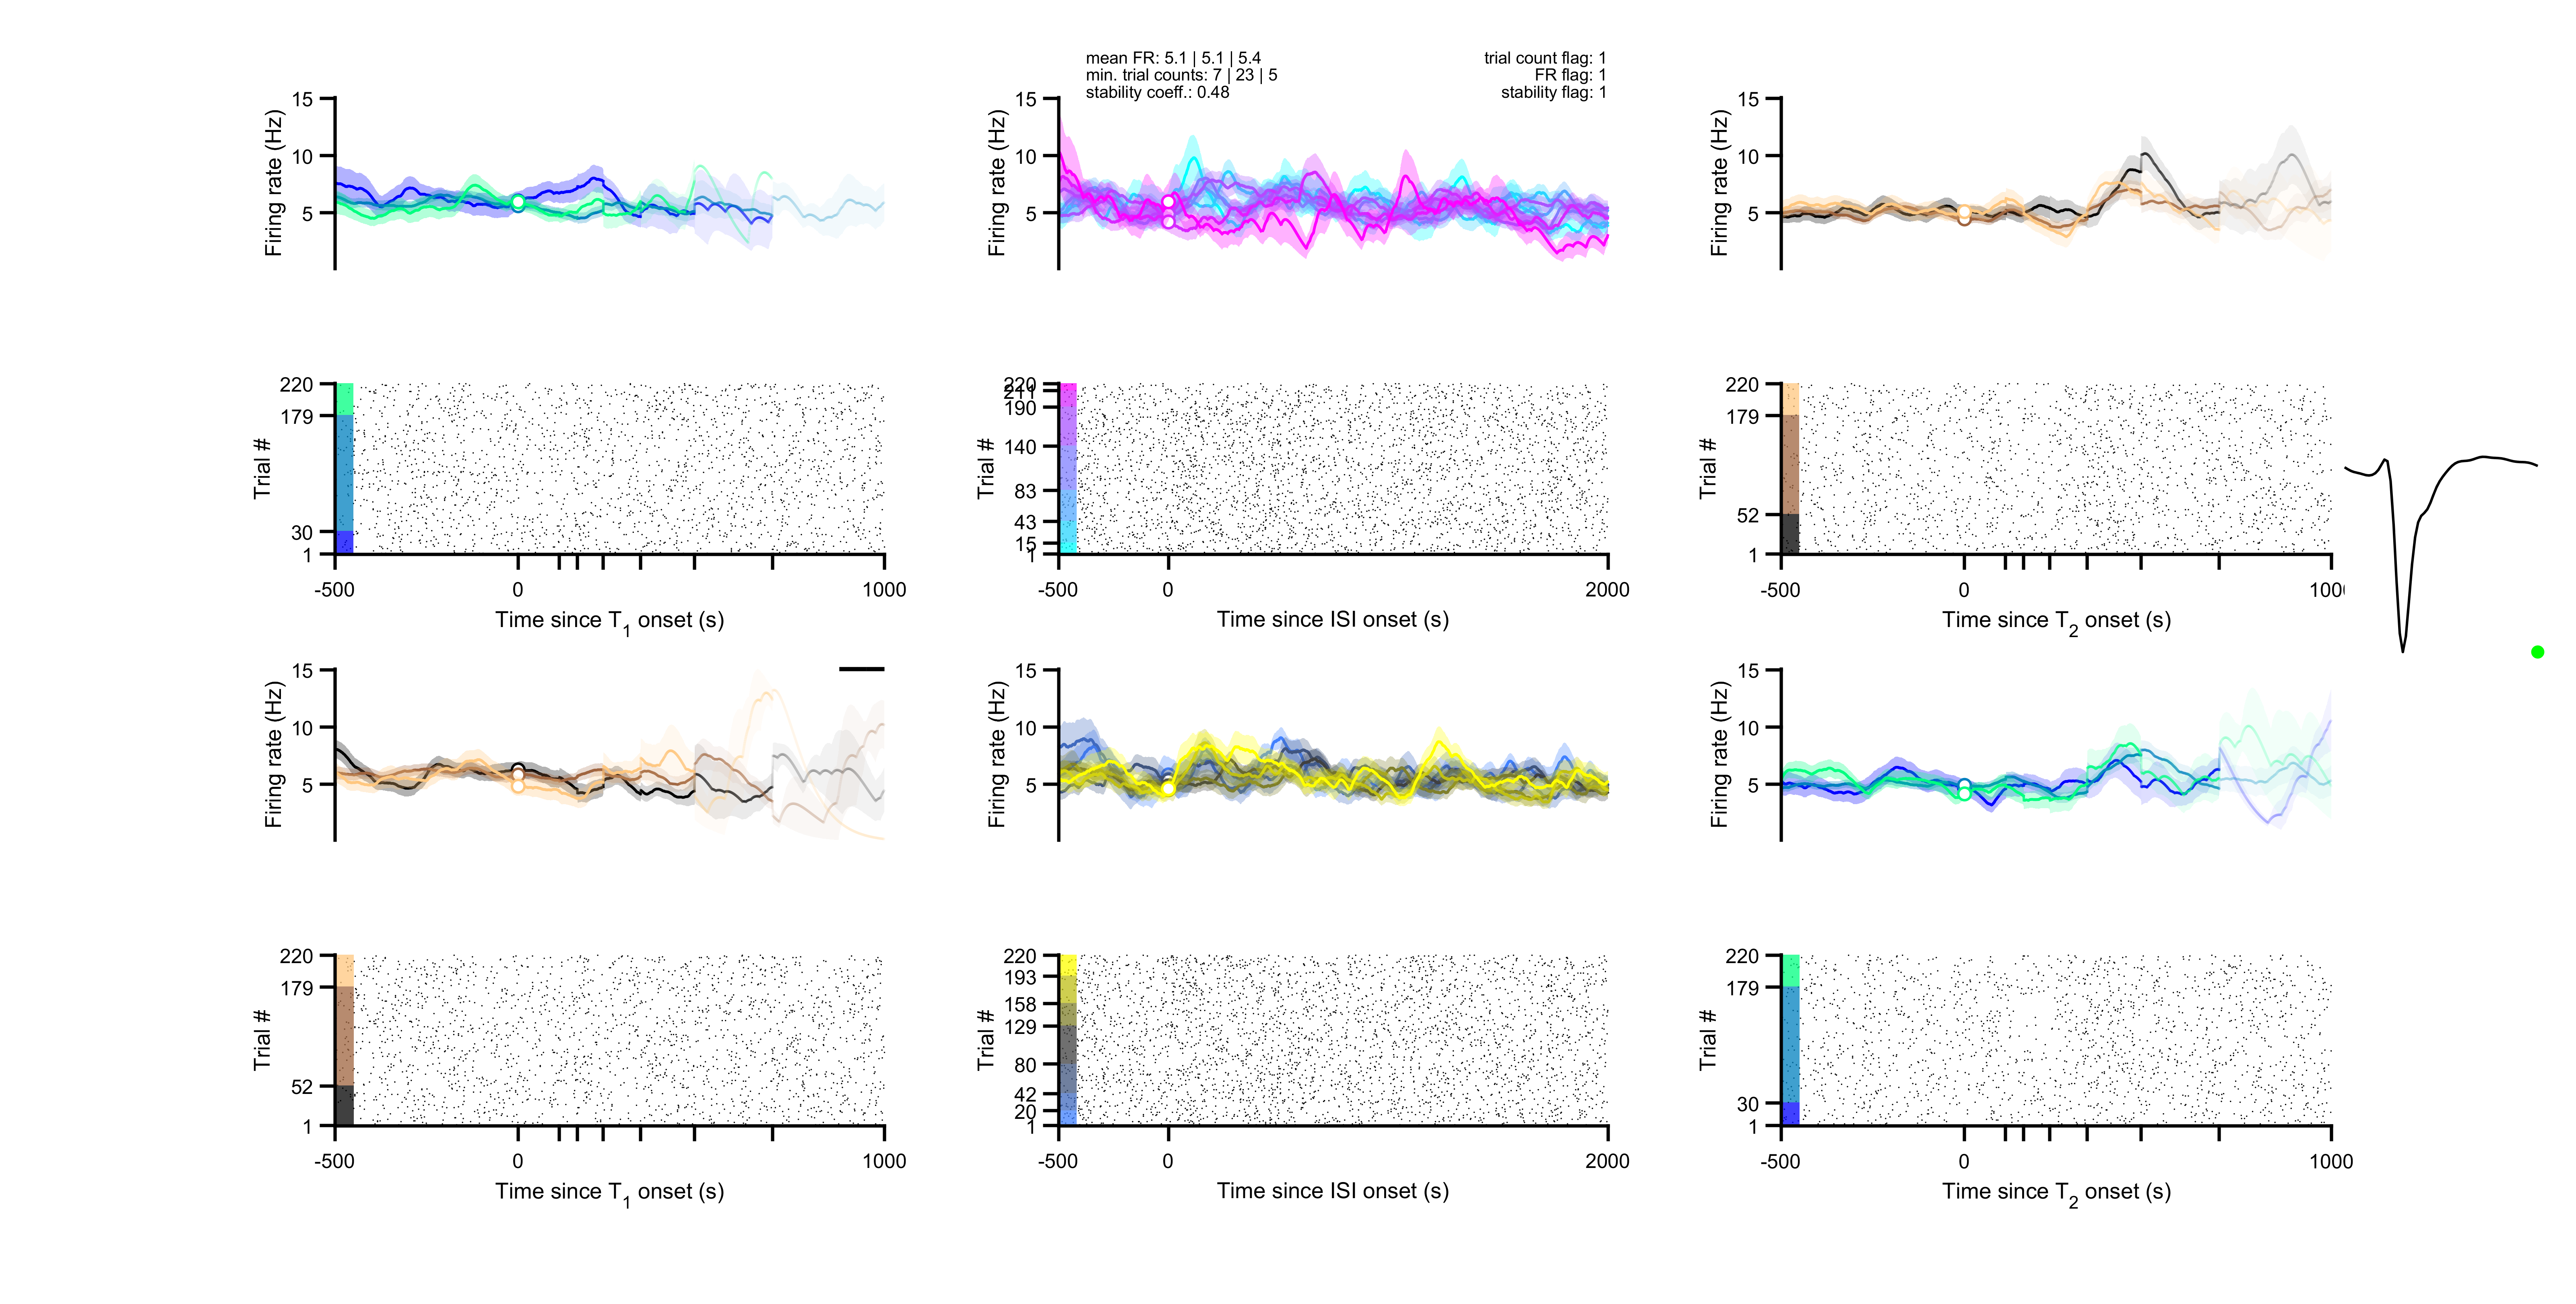 mean FR: 5.1 | 5.1 | 5.4
min. trial counts: 7 | 23 | 5
stability coeff.: 0.48
trial count flag: 1
FR flag: 1
stability flag: 1
15
10
5
Firing rate (Hz)
15
10
5
Firing rate (Hz)
15
10
5
Firing rate (Hz)
220
179
30
1
Trial #
-500
0
1000
Time since T1 onset (s)
220
211
190
140
83
43
15
1
Trial #
-500
0
2000
Time since ISI onset (s)
220
179
52
1
Trial #
-500
0
Time since T2 onset (s)
15
10
5
Firing rate (Hz)
15
10
5
Firing rate (Hz)
15
10
5
Firing rate (Hz)
220
179
52
1
Trial #
-500
0
1000
Time since T1 onset (s)
220
193
158
129
80
42
20
1
Trial #
-500
0
2000
Time since ISI onset (s)
220
179
30
1
Trial #
-500
0
1000
Time since T2 onset (s)